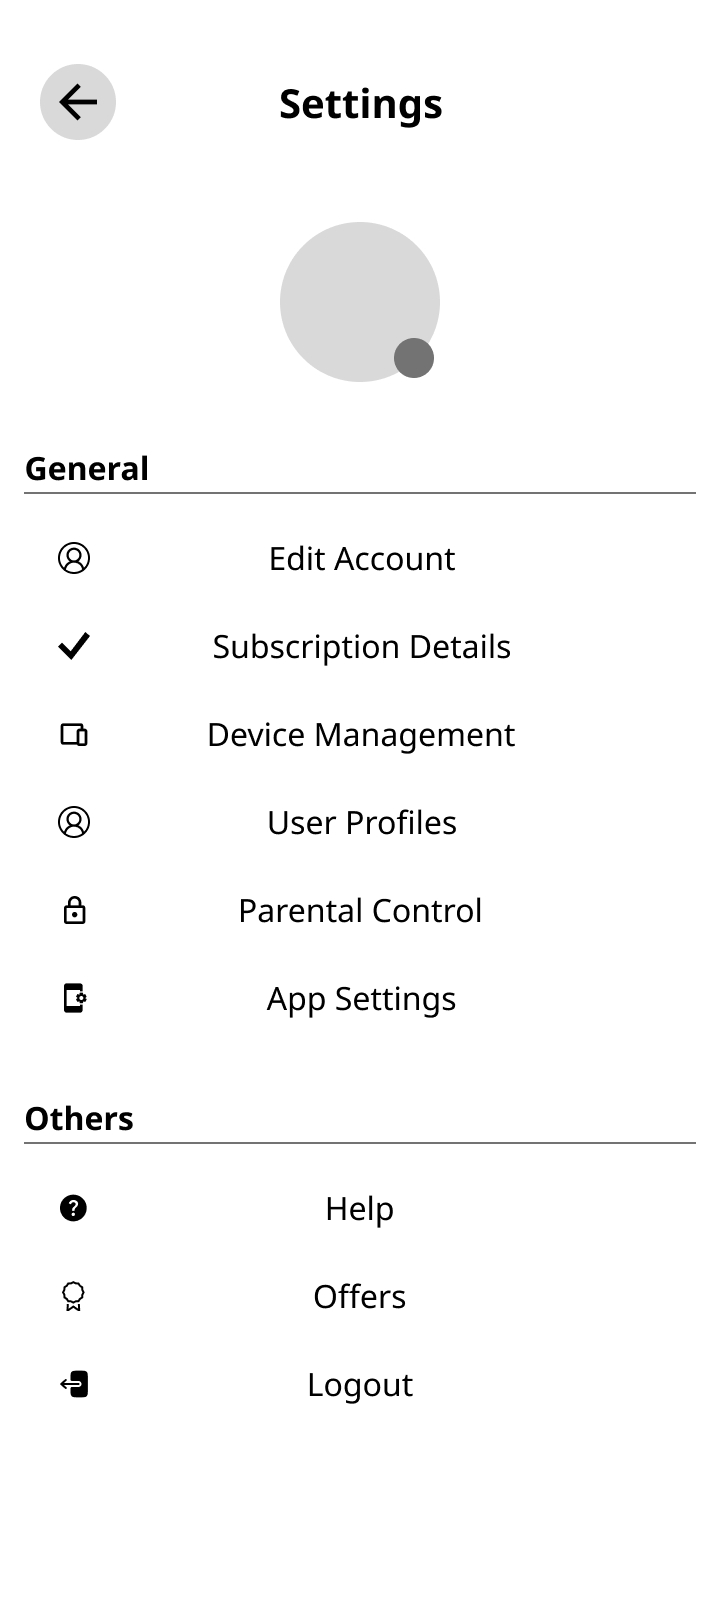 Settings
General
Edit Account
Subscription Details
Device Management
User Profiles
Parental Control
App Settings
Others
Help
Offers
Logout